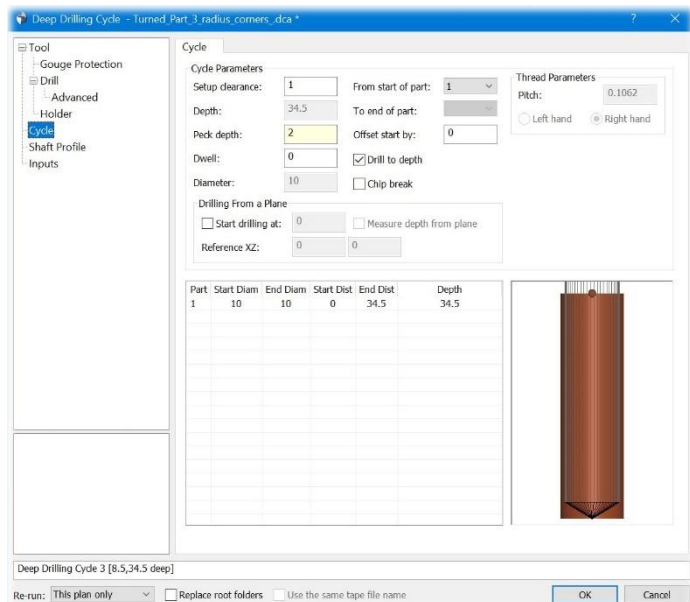 Deep Drilling Cycle - Turned_Part_3_radius_corners_.dca *
Tool
Gouge Protection
Drill
Advanced
Holder
Cycle
Shaft Profile
Inputs
Cycle
Cycle Parameters
Setup clearance: 1 From start of part: 1
Depth: 34.5 To end of part:
Peck depth: 2 Offset start by: 0
Dwell: 0 Drill to depth
Diameter: 10 Chip break
Thread Parameters
Pitch: 0.1062
Left hand Right hand
Drilling From a Plane
Start drilling at: 0 Measure depth from plane
Reference XZ: 0 0
Part Start Diam End Diam Start Dist End Dist Depth
1 10 10 0 34.5 34.5
Deep Drilling Cycle 3 [8.5,34.5 deep]
Re-run: This plan only Replace root folders Use the same tape file name OK Cancel